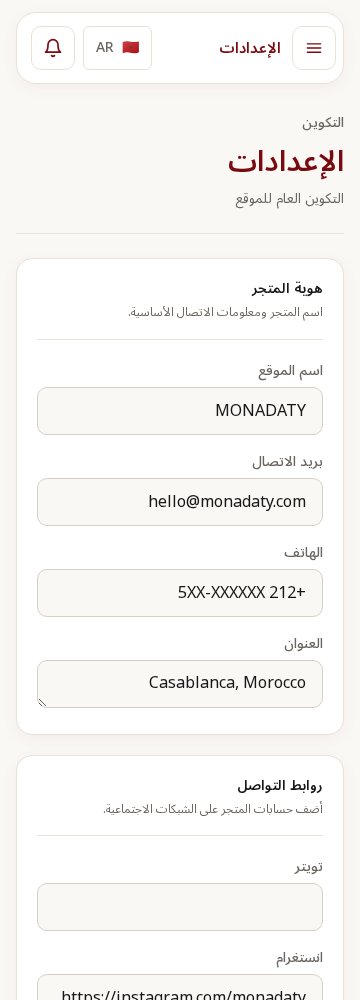 الإعدادات
AR
التكوين
الإعدادات
التكوين العام للموقع
هوية المتجر
اسم المتجر ومعلومات الاتصال الأساسية.
اسم الموقع
MONADATY
بريد الاتصال
hello@monadaty.com
الهاتف
5XX-XXXXXX 212+
العنوان
Casablanca, Morocco
روابط التواصل
أضف حسابات المتجر على الشبكات الاجتماعية.
تويتر
انستغرام
https://instagram.com/monadaty